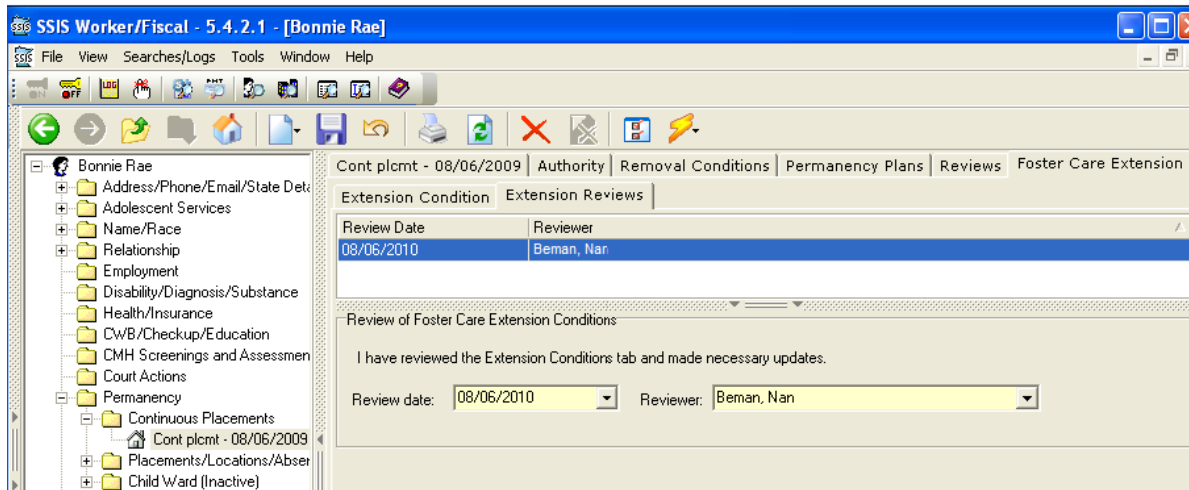 SSIS Worker/Fiscal - 5.4.2.1 - [Bonnie Rae]
File View Searches/Logs Tools Window Help
Bonnie Rae
Address/Phone/Email/State Deta
Adolescent Services
Name/Race
Relationship
Employment
Disability/Diagnosis/Substance
Health/Insurance
CWB/Checkup/Education
CMH Screenings and Assessmen
Court Actions
Permanency
Continuous Placements
Cont plcmt - 08/06/2009
Placements/Locations/Abser
Child Ward (Inactive)
Cont plcmt - 08/06/2009 Authority Removal Conditions Permanency Plans Reviews Foster Care Extension
Extension Condition Extension Reviews
Review Date Reviewer
08/06/2010 Beman, Nan
Review of Foster Care Extension Conditions
I have reviewed the Extension Conditions tab and made necessary updates.
Review date: 08/06/2010 Reviewer: Beman, Nan